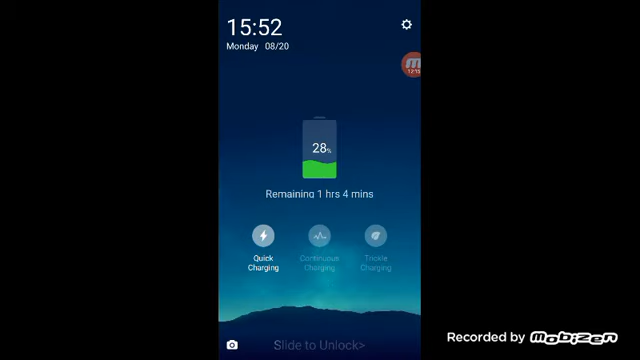 15:52
Monday 08/20
28%
Remaining 1 hrs 4 mins
Quick Charging
Continuous Charging
Trickle Charging
Slide to Unlock>
Recorded by Mobizen